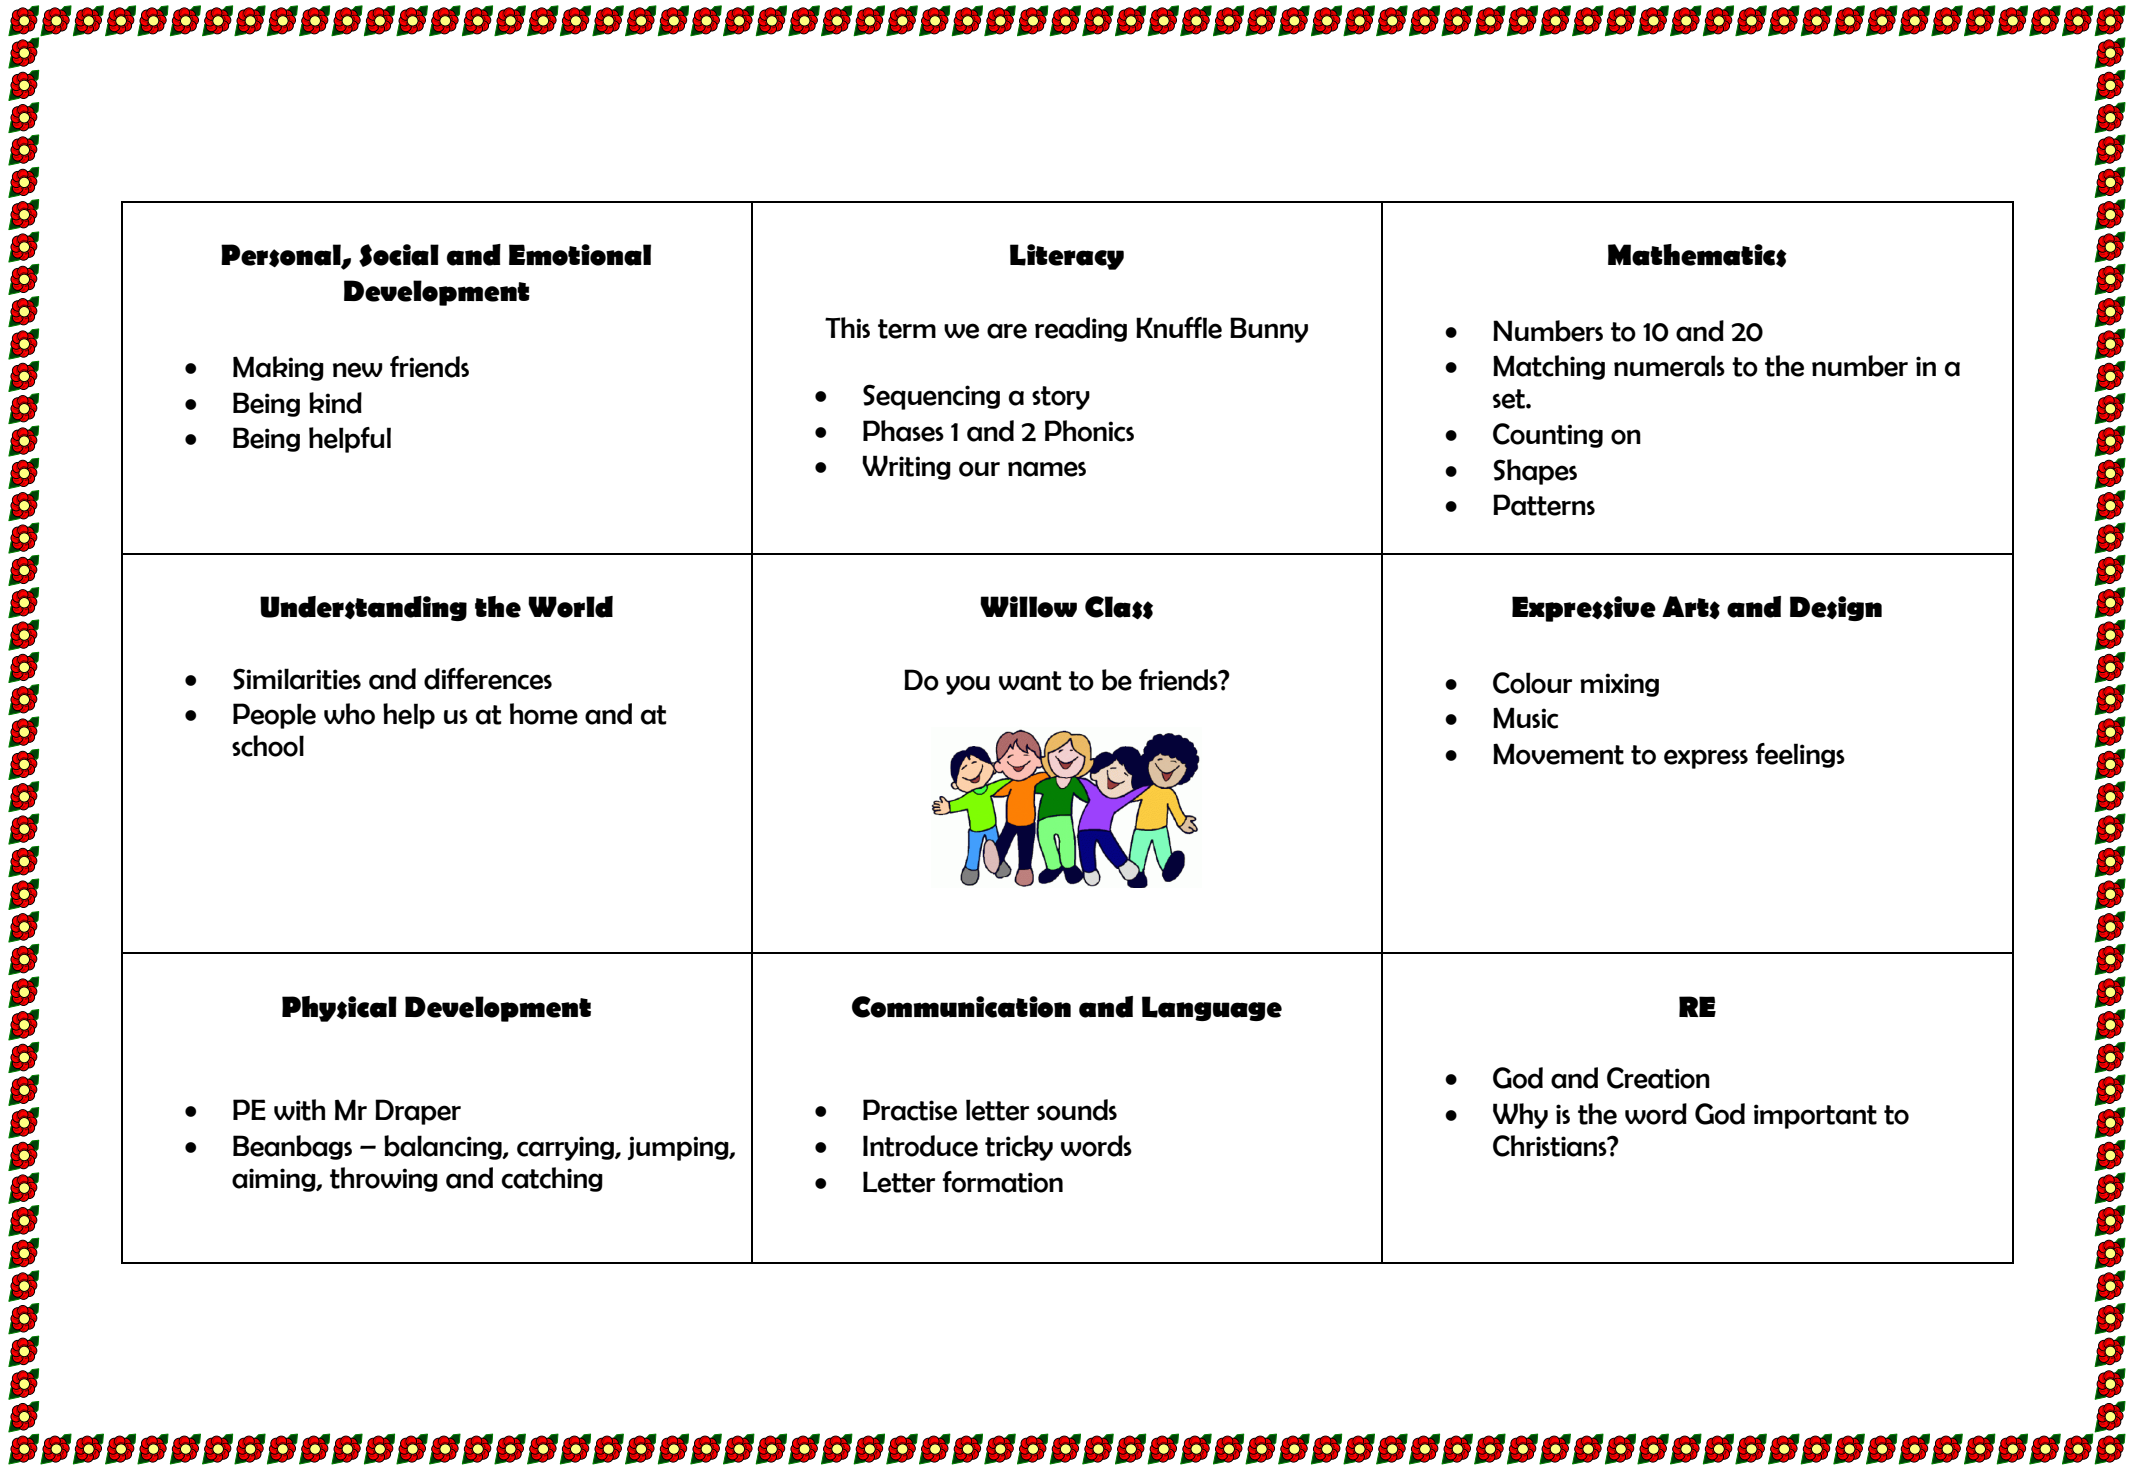 Personal, Social and Emotional
Development
• Making new friends
• Being kind
• Being helpful
Literacy
This term we are reading Knuffle Bunny
• Sequencing a story
• Phases 1 and 2 Phonics
• Writing our names
Mathematics
• Numbers to 10 and 20
• Matching numerals to the number in a
set.
• Counting on
• Shapes
• Patterns
Understanding the World
• Similarities and differences
• People who help us at home and at
school
Willow Class
Do you want to be friends?
Expressive Arts and Design
• Colour mixing
• Music
• Movement to express feelings
Physical Development
• PE with Mr Draper
• Beanbags – balancing, carrying, jumping,
aiming, throwing and catching
Communication and Language
• Practise letter sounds
• Introduce tricky words
• Letter formation
RE
• God and Creation
• Why is the word God important to
Christians?